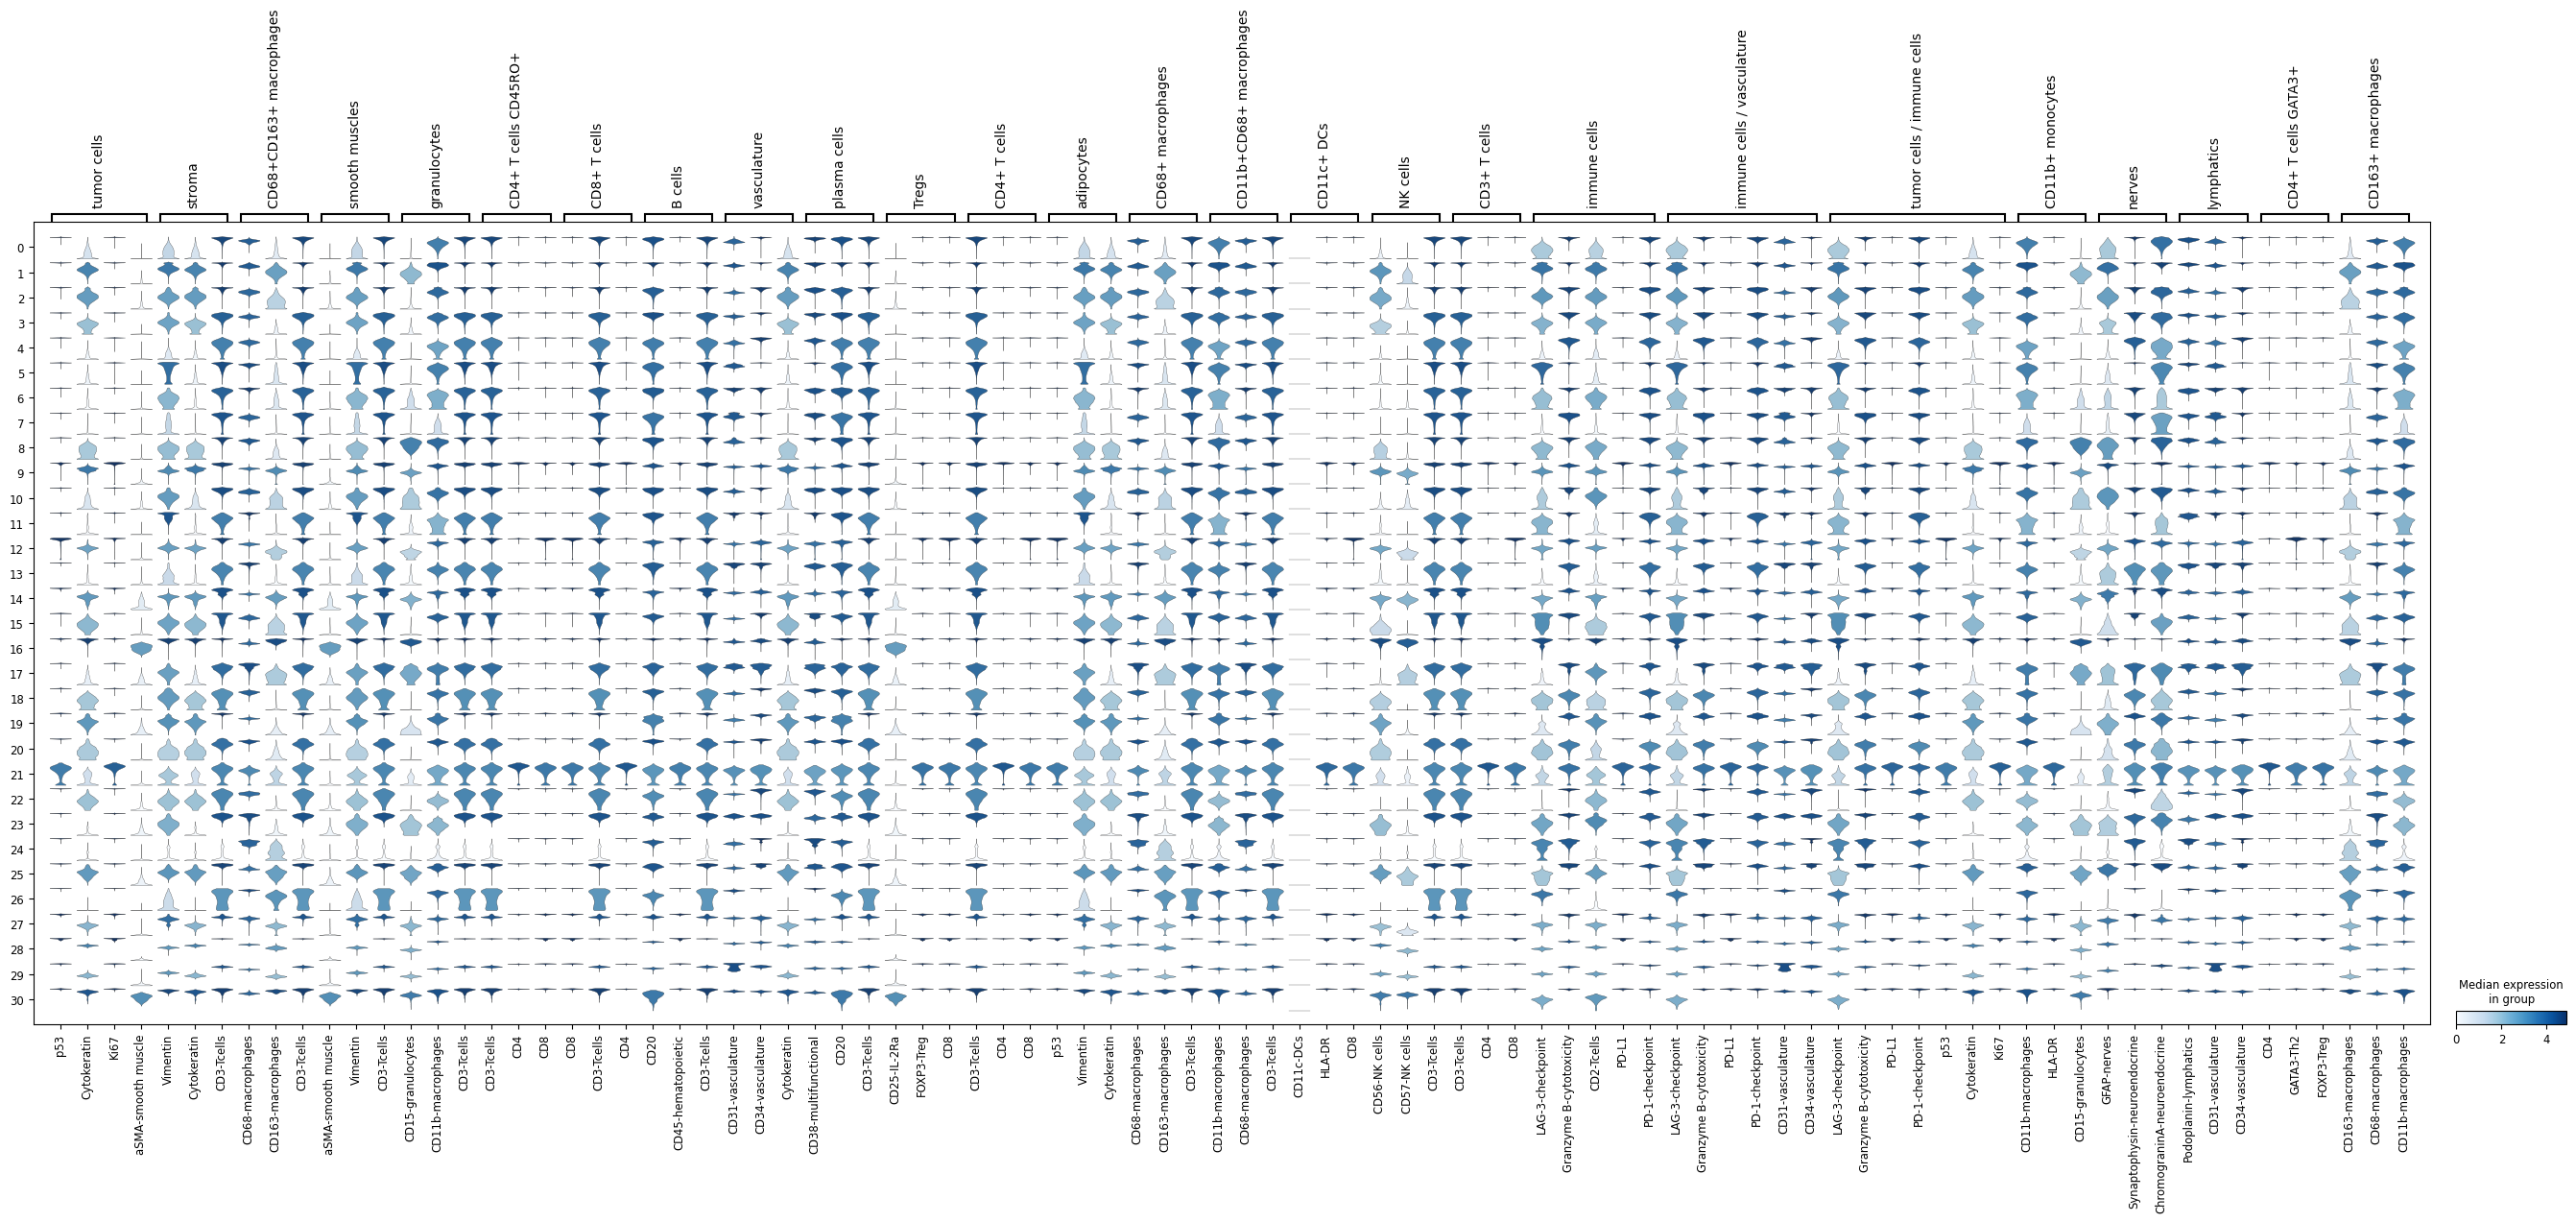 tumor cells
stroma
CD68+CD163+ macrophages
smooth muscles
granulocytes
CD4+ T cells CD45RO+
CD8+ T cells
B cells
vasculature
plasma cells
Tregs
CD4+ T cells
adipocytes
CD68+ macrophages
CD11b+CD68+ macrophages
CD11c+ DCs
NK cells
CD3+ T cells
immune cells
immune cells / vasculature
tumor cells / immune cells
CD11b+ monocytes
nerves
lymphatics
CD4+ T cells GATA3+
CD163+ macrophages
0
1
2
3
4
5
6
7
8
9
10
11
12
13
14
15
16
17
18
19
20
21
22
23
24
25
26
27
28
29
30
p53
Cytokeratin
Ki67
aSMA-smooth muscle
Vimentin
Cytokeratin
CD3-Tcells
CD68-macrophages
CD163-macrophages
CD3-Tcells
aSMA-smooth muscle
Vimentin
CD3-Tcells
CD15-granulocytes
CD11b-macrophages
CD3-Tcells
CD3-Tcells
CD4
CD8
CD8
CD3-Tcells
CD4
CD20
CD45-hematopoietic
CD3-Tcells
CD31-vasculature
CD34-vasculature
Cytokeratin
CD38-multifunctional
CD20
CD3-Tcells
CD25-IL-2Ra
FOXP3-Treg
CD8
CD3-Tcells
CD4
CD8
p53
Vimentin
Cytokeratin
CD68-macrophages
CD163-macrophages
CD3-Tcells
CD11b-macrophages
CD68-macrophages
CD3-Tcells
CD11c-DCs
HLA-DR
CD8
CD56-NK cells
CD57-NK cells
CD3-Tcells
CD3-Tcells
CD4
CD8
LAG-3-checkpoint
Granzyme B-cytotoxicity
CD2-Tcells
PD-L1
PD-1-checkpoint
LAG-3-checkpoint
Granzyme B-cytotoxicity
PD-L1
PD-1-checkpoint
CD31-vasculature
CD34-vasculature
LAG-3-checkpoint
Granzyme B-cytotoxicity
PD-L1
PD-1-checkpoint
p53
Cytokeratin
Ki67
CD11b-macrophages
HLA-DR
CD15-granulocytes
GFAP-nerves
Synaptophysin-neuroendocrine
ChromograninA-neuroendocrine
Podoplanin-lymphatics
CD31-vasculature
CD34-vasculature
CD4
GATA3-Th2
FOXP3-Treg
CD163-macrophages
CD68-macrophages
CD11b-macrophages
Median expression
in group
0 2 4